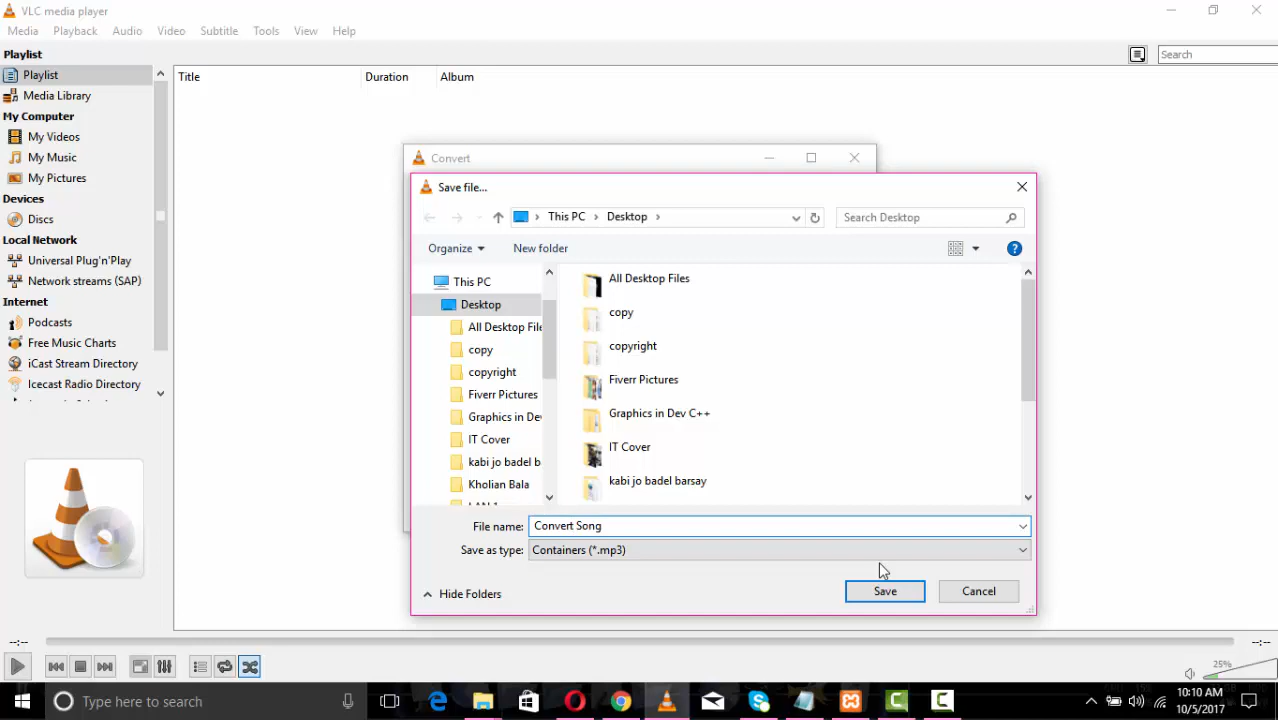 VLC media player
Media Playback Audio Video Subtitle Tools View Help
Playlist
Search
Playlist
Title Duration Album
Media Library
My Computer
My Videos
My Music
My Pictures
Devices
Discs
Local Network
Universal Plug'n'Play
Network streams (SAP)
Internet
Podcasts
Free Music Charts
iCast Stream Directory
Icecast Radio Directory
Convert
Save file...
This PC > Desktop >
Search Desktop
Organize New folder
This PC
Desktop
All Desktop File
copy
copyright
Fiverr Pictures
Graphics in Dev
IT Cover
kabi jo badel b
Kholian Bala
All Desktop Files
copy
copyright
Fiverr Pictures
Graphics in Dev C++
IT Cover
kabi jo badel barsay
File name: Convert Song
Save as type: Containers (*.mp3)
Hide Folders
Save Cancel
--:-- --:--
25%
Type here to search
10:10 AM
10/5/2017